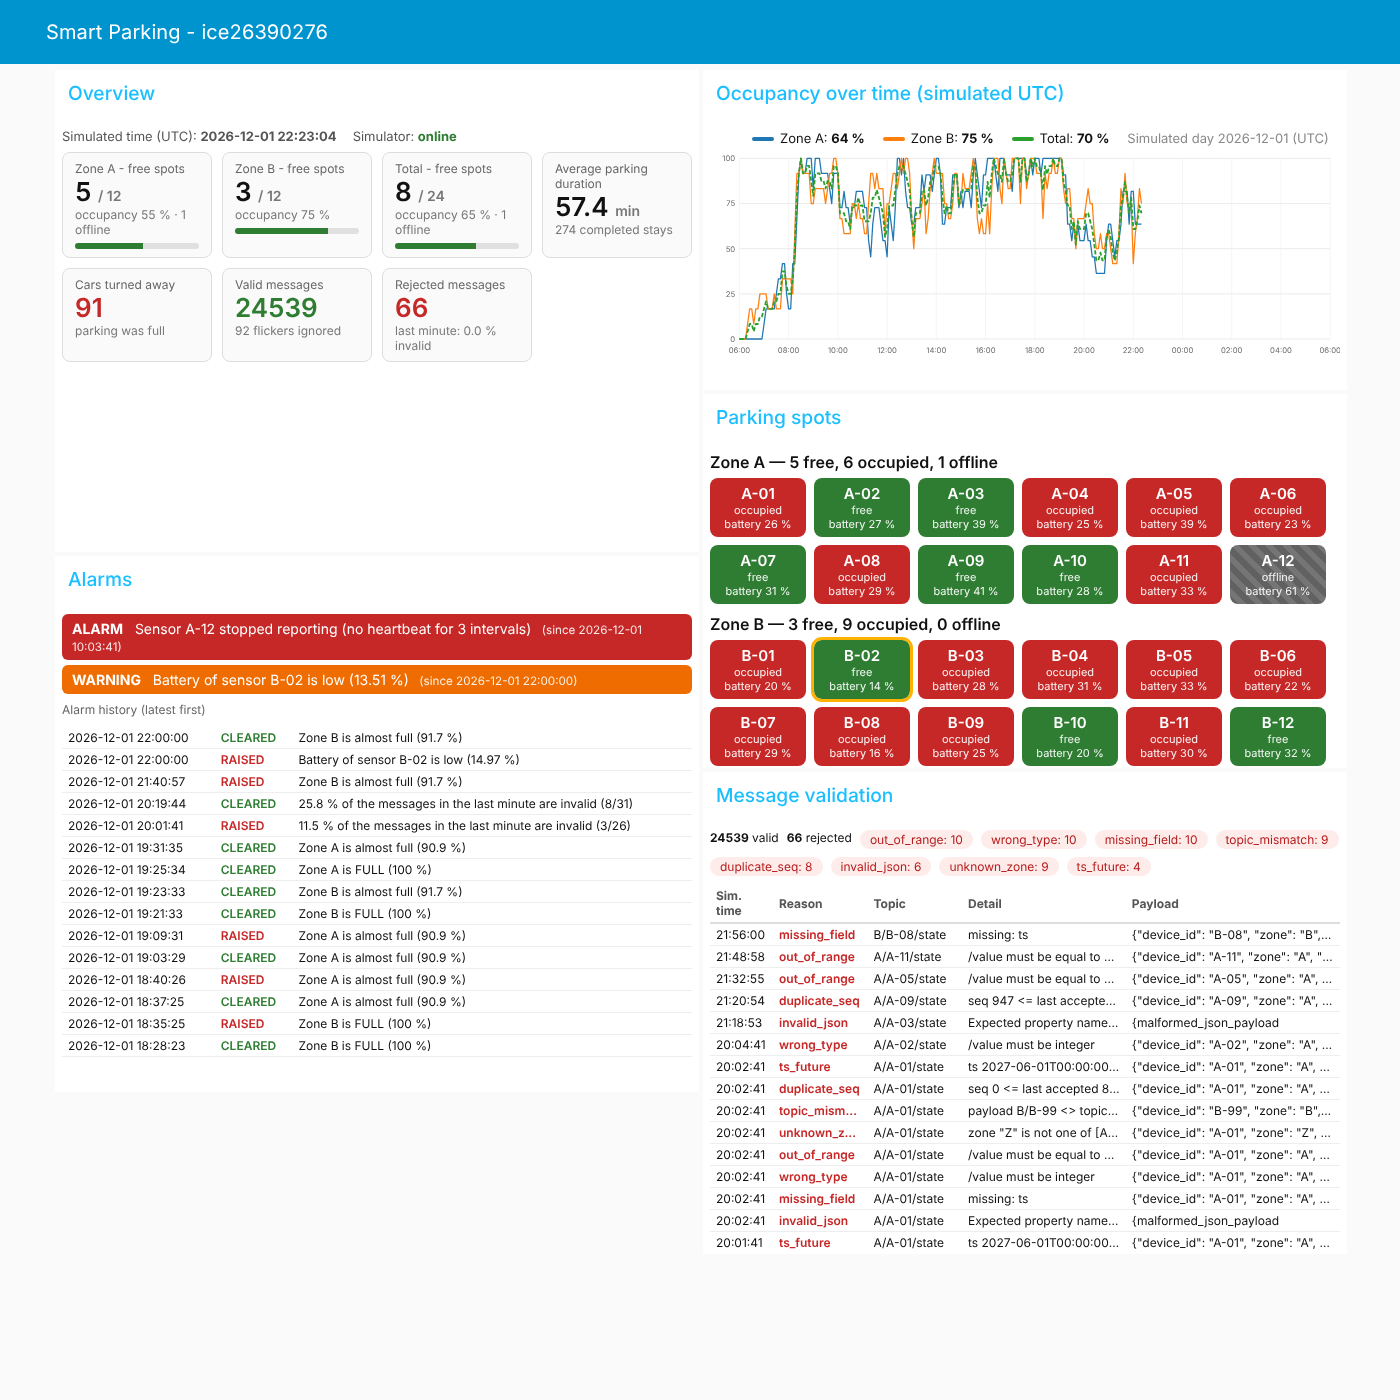 Smart Parking - ice26390276
Overview
Simulated time (UTC): 2026-12-01 22:23:04 Simulator: online
Zone A - free spots
5 / 12
occupancy 55 % · 1
offline
Zone B - free spots
3 / 12
occupancy 75 %
Total - free spots
8 / 24
occupancy 65 % · 1
offline
Average parking
duration
57.4 min
274 completed stays
Cars turned away
91
parking was full
Valid messages
24539
92 flickers ignored
Rejected messages
66
last minute: 0.0 %
invalid
Alarms
ALARM Sensor A-12 stopped reporting (no heartbeat for 3 intervals) (since 2026-12-01
10:03:41)
WARNING Battery of sensor B-02 is low (13.51 %) (since 2026-12-01 22:00:00)
Alarm history (latest first)
2026-12-01 22:00:00 CLEARED Zone B is almost full (91.7 %)
2026-12-01 22:00:00 RAISED Battery of sensor B-02 is low (14.97 %)
2026-12-01 21:40:57 RAISED Zone B is almost full (91.7 %)
2026-12-01 20:19:44 CLEARED 25.8 % of the messages in the last minute are invalid (8/31)
2026-12-01 20:01:41 RAISED 11.5 % of the messages in the last minute are invalid (3/26)
2026-12-01 19:31:35 CLEARED Zone A is almost full (90.9 %)
2026-12-01 19:25:34 CLEARED Zone A is FULL (100 %)
2026-12-01 19:23:33 CLEARED Zone B is almost full (91.7 %)
2026-12-01 19:21:33 CLEARED Zone B is FULL (100 %)
2026-12-01 19:09:31 RAISED Zone A is almost full (90.9 %)
2026-12-01 19:03:29 CLEARED Zone A is almost full (90.9 %)
2026-12-01 18:40:26 RAISED Zone A is almost full (90.9 %)
2026-12-01 18:37:25 CLEARED Zone A is almost full (90.9 %)
2026-12-01 18:35:25 RAISED Zone B is FULL (100 %)
2026-12-01 18:28:23 CLEARED Zone B is FULL (100 %)
Occupancy over time (simulated UTC)
Zone A: 64 % Zone B: 75 % Total: 70 % Simulated day 2026-12-01 (UTC)
100
75
50
25
0
06:00 08:00 10:00 12:00 14:00 16:00 18:00 20:00 22:00 00:00 02:00 04:00 06:00
Parking spots
Zone A — 5 free, 6 occupied, 1 offline
A-01 A-02 A-03 A-04 A-05 A-06
occupied free free occupied occupied occupied
battery 26 % battery 27 % battery 39 % battery 25 % battery 39 % battery 23 %
A-07 A-08 A-09 A-10 A-11 A-12
free occupied free free occupied offline
battery 31 % battery 29 % battery 41 % battery 28 % battery 33 % battery 61 %
Zone B — 3 free, 9 occupied, 0 offline
B-01 B-02 B-03 B-04 B-05 B-06
occupied free occupied occupied occupied occupied
battery 20 % battery 14 % battery 28 % battery 31 % battery 33 % battery 22 %
B-07 B-08 B-09 B-10 B-11 B-12
occupied occupied occupied free occupied free
battery 29 % battery 16 % battery 25 % battery 20 % battery 30 % battery 32 %
Message validation
24539 valid 66 rejected out_of_range: 10 wrong_type: 10 missing_field: 10 topic_mismatch: 9
duplicate_seq: 8 invalid_json: 6 unknown_zone: 9 ts_future: 4
Sim.
time Reason Topic Detail Payload
21:56:00 missing_field B/B-08/state missing: ts {"device_id": "B-08", "zone": "B",...
21:48:58 out_of_range A/A-11/state /value must be equal to ... {"device_id": "A-11", "zone": "A", "...
21:32:55 out_of_range A/A-05/state /value must be equal to ... {"device_id": "A-05", "zone": "A", ...
21:20:54 duplicate_seq A/A-09/state seq 947 <= last accepte... {"device_id": "A-09", "zone": "A", ...
21:18:53 invalid_json A/A-03/state Expected property name... {malformed_json_payload
20:04:41 wrong_type A/A-02/state /value must be integer {"device_id": "A-02", "zone": "A", ...
20:02:41 ts_future A/A-01/state ts 2027-06-01T00:00:00... {"device_id": "A-01", "zone": "A", ...
20:02:41 duplicate_seq A/A-01/state seq 0 <= last accepted 8... {"device_id": "A-01", "zone": "A", ...
20:02:41 topic_mism... A/A-01/state payload B/B-99 <> topic... {"device_id": "B-99", "zone": "B",...
20:02:41 unknown_z... A/A-01/state zone "Z" is not one of [A... {"device_id": "A-01", "zone": "Z", ...
20:02:41 out_of_range A/A-01/state /value must be equal to ... {"device_id": "A-01", "zone": "A", ...
20:02:41 wrong_type A/A-01/state /value must be integer {"device_id": "A-01", "zone": "A", ...
20:02:41 missing_field A/A-01/state missing: ts {"device_id": "A-01", "zone": "A", ...
20:02:41 invalid_json A/A-01/state Expected property name... {malformed_json_payload
20:01:41 ts_future A/A-01/state ts 2027-06-01T00:00:00... {"device_id": "A-01", "zone": "A", ...